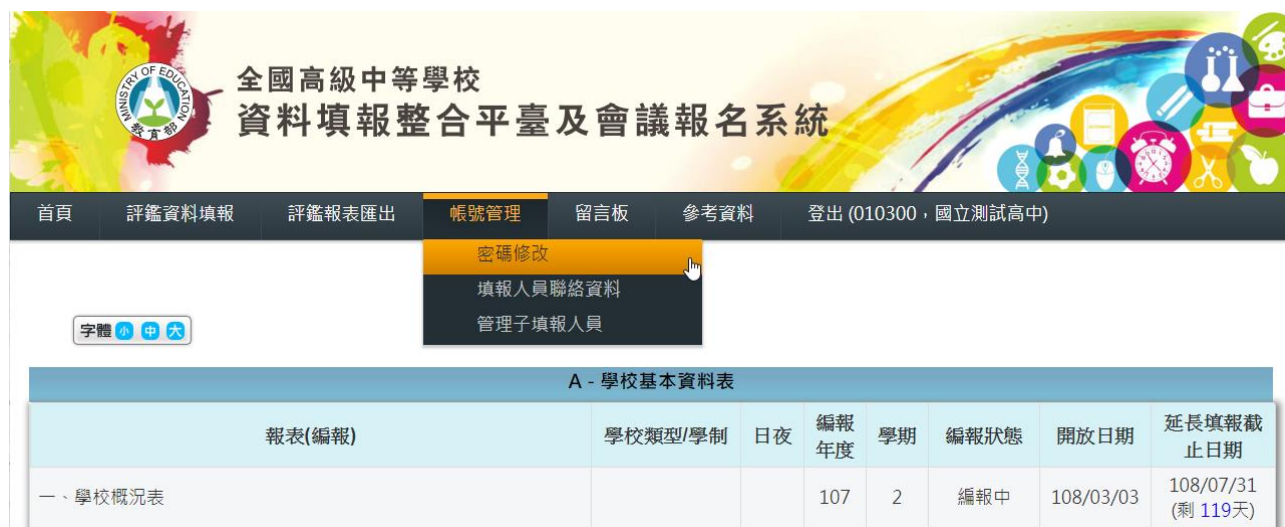 MINISTRY OF EDUCATION
教育部
全國高級中等學校
資料填報整合平臺及會議報名系統
首頁 評鑑資料填報 評鑑報表匯出 帳號管理 留言板 參考資料 登出 (010300，國立測試高中)
密碼修改
填報人員聯絡資料
管理子填報人員
字體 小 中 大
A - 學校基本資料表
報表(編報) 學校類型/學制 日夜 編報年度 學期 編報狀態 開放日期 延長填報截止日期
一、學校概況表 107 2 編報中 108/03/03 108/07/31
(剩 119天)